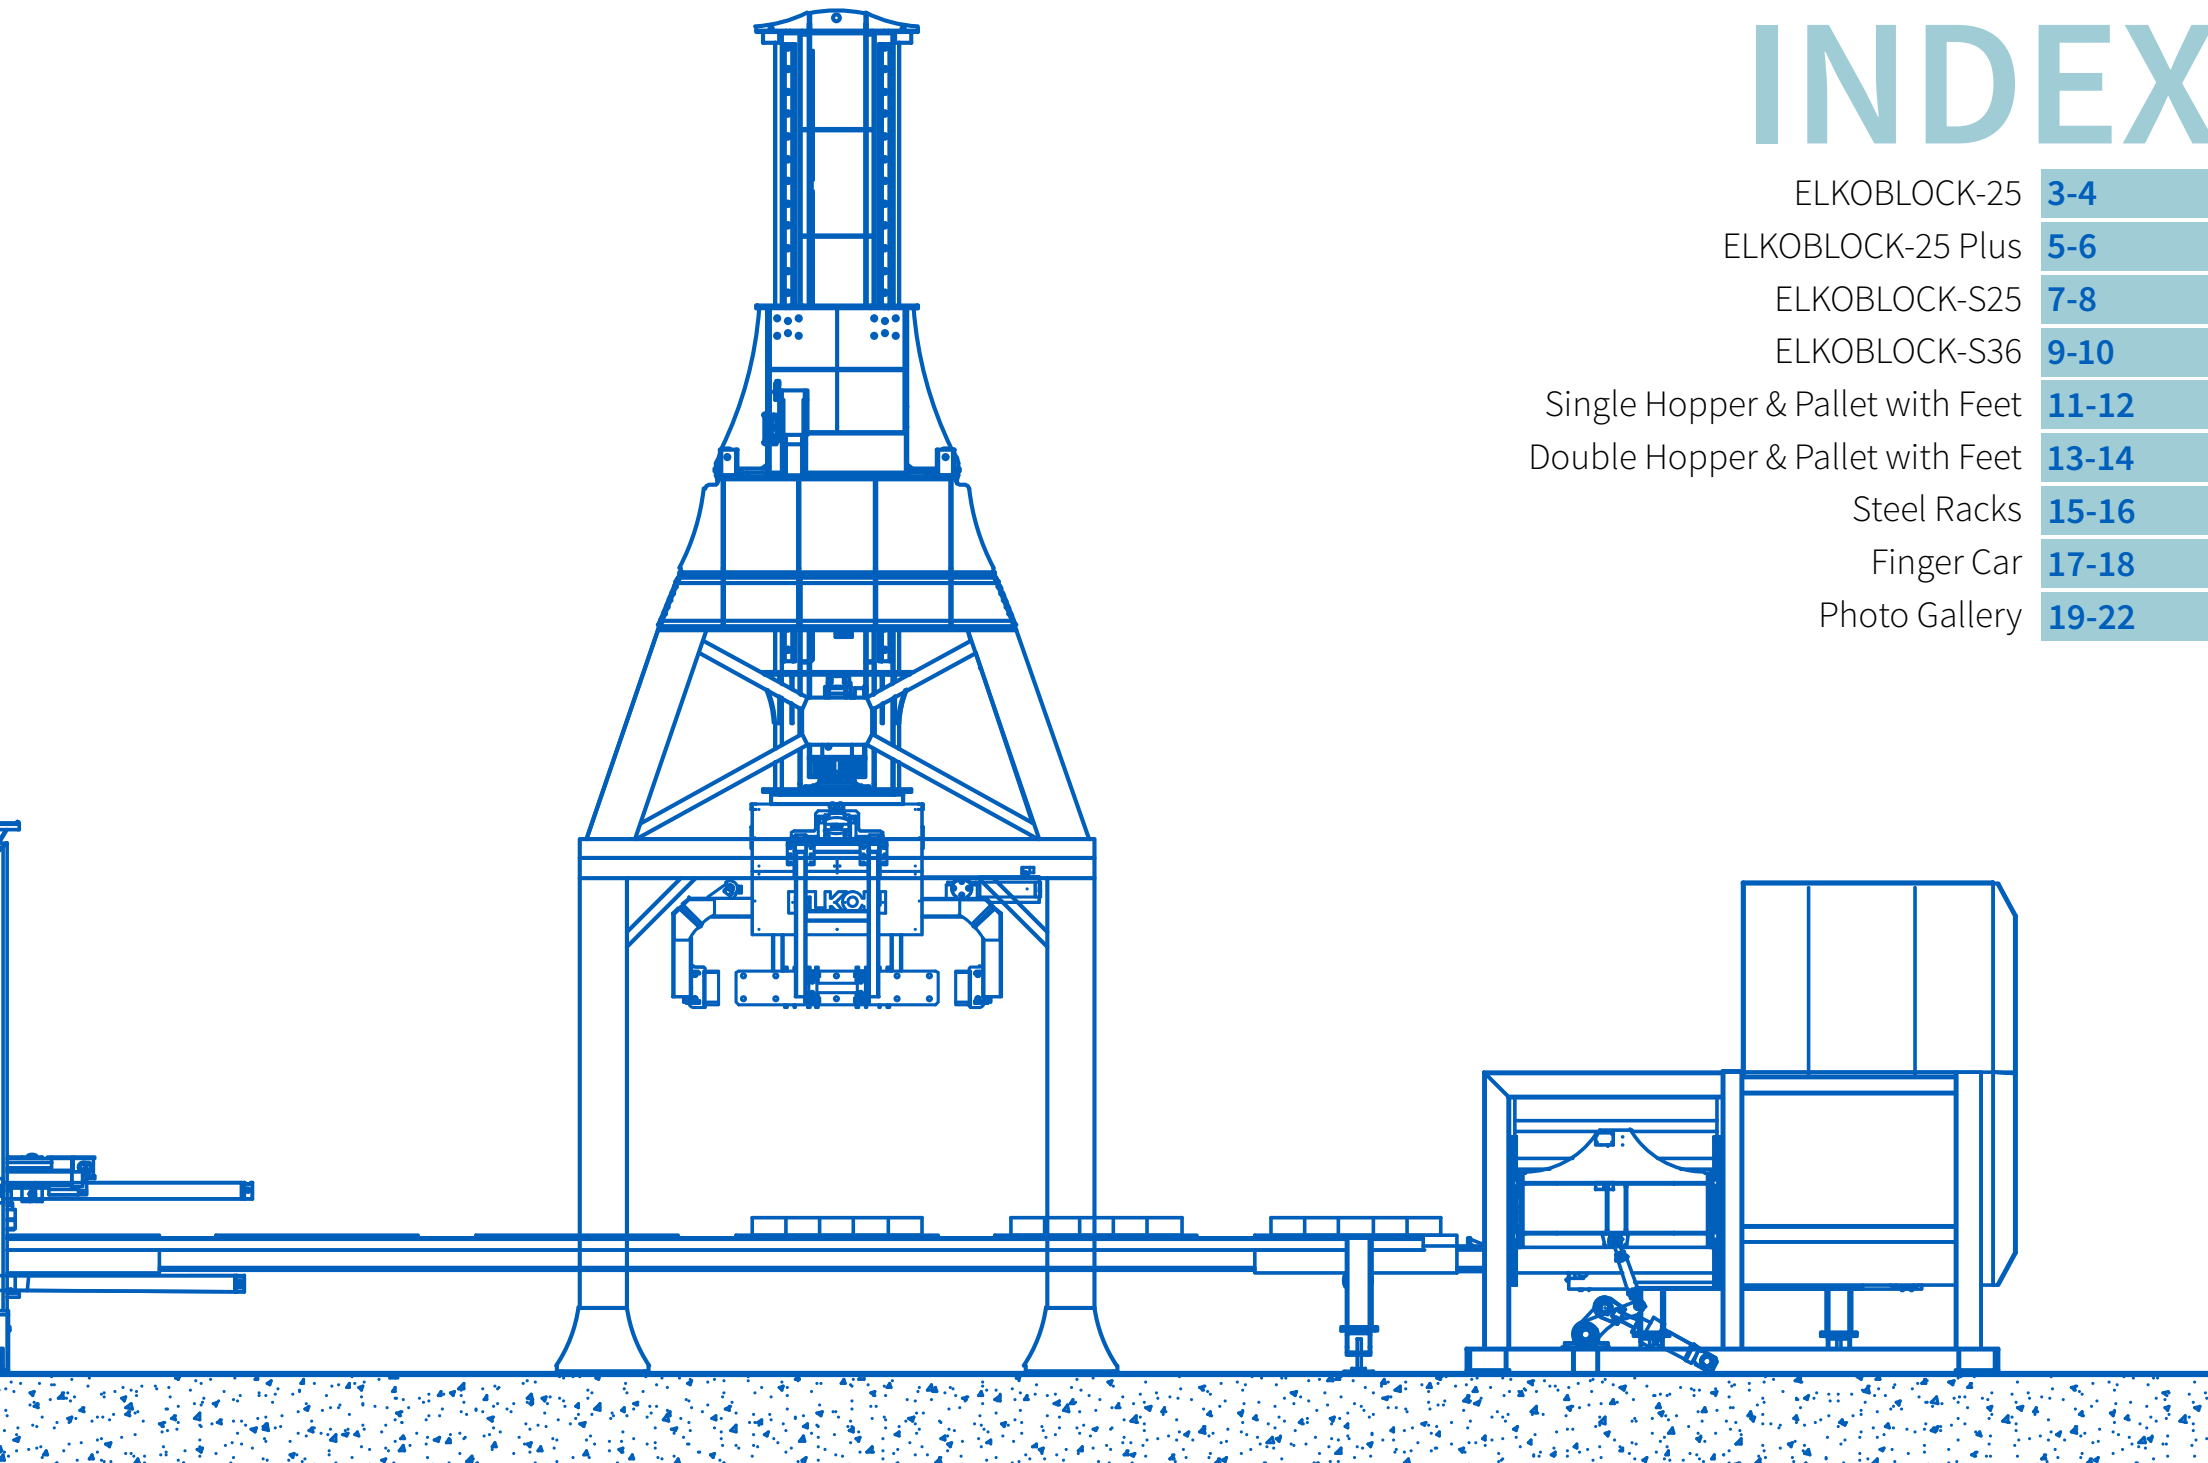 INDEX
ELKOBLOCK-25 3-4
ELKOBLOCK-25 Plus 5-6
ELKOBLOCK-S25 7-8
ELKOBLOCK-S36 9-10
Single Hopper & Pallet with Feet 11-12
Double Hopper & Pallet with Feet 13-14
Steel Racks 15-16
Finger Car 17-18
Photo Gallery 19-22